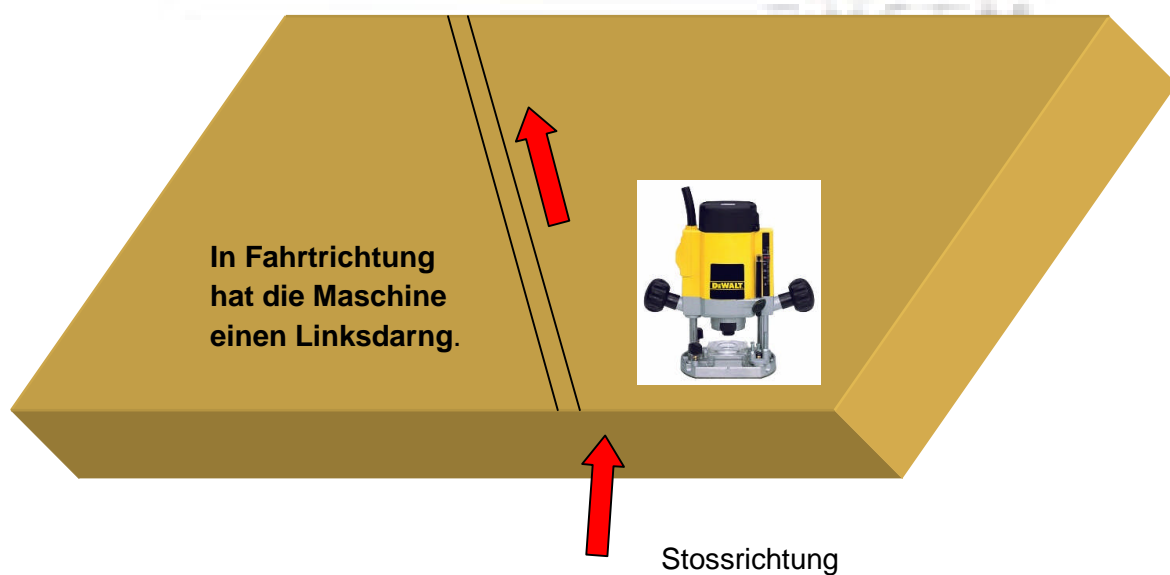 In Fahrtrichtung
hat die Maschine
einen Linksdarng.
DEWALT
Stossrichtung